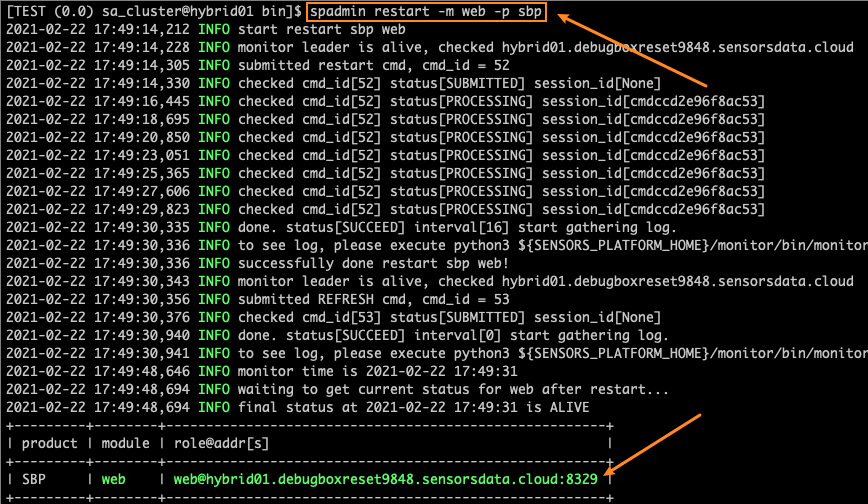 [TEST (0.0) sa_cluster@hybrid01 bin]$ spadmin restart -m web -p sbp
2021-02-22 17:49:14,212 INFO start restart sbp web
2021-02-22 17:49:14,228 INFO monitor leader is alive, checked hybrid01.debugboxreset9848.sensorsdata.cloud
2021-02-22 17:49:14,305 INFO submitted restart cmd, cmd_id = 52
2021-02-22 17:49:14,330 INFO checked cmd_id[52] status[SUBMITTED] session_id[None]
2021-02-22 17:49:16,445 INFO checked cmd_id[52] status[PROCESSING] session_id[cmdccd2e96f8ac53]
2021-02-22 17:49:18,695 INFO checked cmd_id[52] status[PROCESSING] session_id[cmdccd2e96f8ac53]
2021-02-22 17:49:20,850 INFO checked cmd_id[52] status[PROCESSING] session_id[cmdccd2e96f8ac53]
2021-02-22 17:49:23,051 INFO checked cmd_id[52] status[PROCESSING] session_id[cmdccd2e96f8ac53]
2021-02-22 17:49:25,365 INFO checked cmd_id[52] status[PROCESSING] session_id[cmdccd2e96f8ac53]
2021-02-22 17:49:27,606 INFO checked cmd_id[52] status[PROCESSING] session_id[cmdccd2e96f8ac53]
2021-02-22 17:49:29,823 INFO checked cmd_id[52] status[PROCESSING] session_id[cmdccd2e96f8ac53]
2021-02-22 17:49:30,335 INFO done. status[SUCCEED] interval[16] start gathering log.
2021-02-22 17:49:30,336 INFO to see log, please execute python3 ${SENSORS_PLATFORM_HOME}/monitor/bin/monitor
2021-02-22 17:49:30,336 INFO successfully done restart sbp web!
2021-02-22 17:49:30,343 INFO monitor leader is alive, checked hybrid01.debugboxreset9848.sensorsdata.cloud
2021-02-22 17:49:30,356 INFO submitted REFRESH cmd, cmd_id = 53
2021-02-22 17:49:30,376 INFO checked cmd_id[53] status[SUBMITTED] session_id[None]
2021-02-22 17:49:30,940 INFO done. status[SUCCEED] interval[0] start gathering log.
2021-02-22 17:49:30,941 INFO to see log, please execute python3 ${SENSORS_PLATFORM_HOME}/monitor/bin/monitor
2021-02-22 17:49:48,646 INFO monitor time is 2021-02-22 17:49:31
2021-02-22 17:49:48,694 INFO waiting to get current status for web after restart...
2021-02-22 17:49:48,694 INFO final status at 2021-02-22 17:49:31 is ALIVE
+---------+--------+-------------------------------------------------------------+
| product | module | role@addr[s] |
+---------+--------+-------------------------------------------------------------+
| SBP | web | web@hybrid01.debugboxreset9848.sensorsdata.cloud:8329 |
+---------+--------+-------------------------------------------------------------+